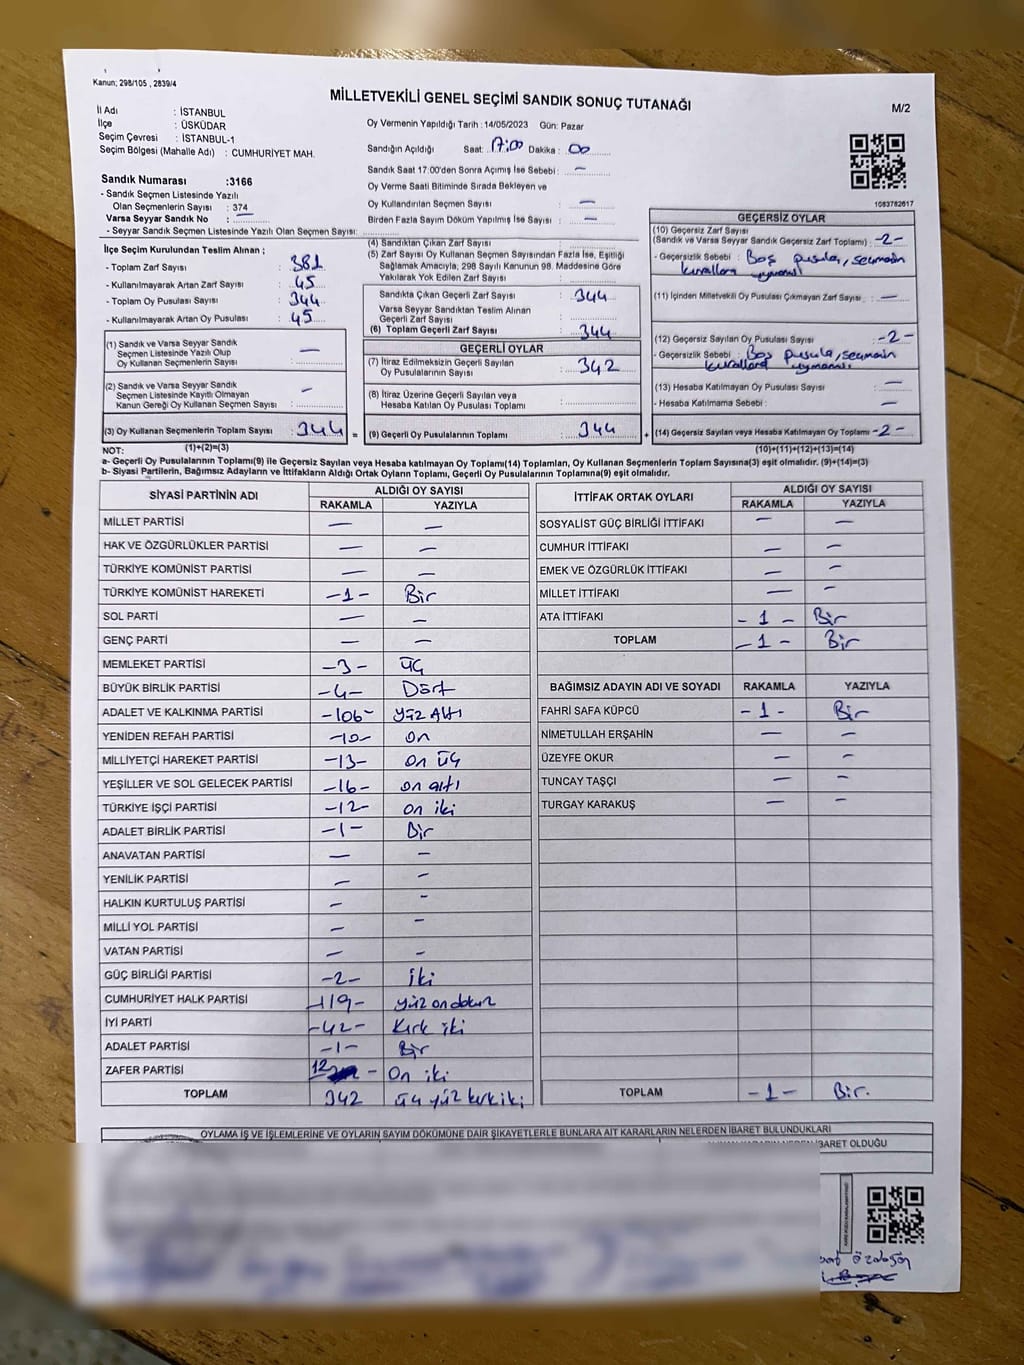 Kanun; 298/105 , 2839/4
MİLLETVEKİLİ GENEL SEÇİMİ SANDIK SONUÇ TUTANAĞI
M/2
İl Adı : İSTANBUL
İlçe : ÜSKÜDAR
Seçim Çevresi : İSTANBUL-1
Seçim Bölgesi (Mahalle Adı) : CUMHURİYET MAH.
Oy Vermenin Yapıldığı Tarih : 14/05/2023 Gün: Pazar
Sandığın Açıldığı Saat: 17:00 Dakika : 00
Sandık Saat 17:00'den Sonra Açımış İse Sebebi : —
Oy Verme Saati Bitiminde Sırada Bekleyen ve
Oy Kullandırılan Seçmen Sayısı : —
Birden Fazla Sayım Döküm Yapılmış İse Sayısı : —
1083782617
Sandık Numarası :3166
- Sandık Seçmen Listesinde Yazılı
Olan Seçmenlerin Sayısı : 374
Varsa Seyyar Sandık No :
- Seyyar Sandık Seçmen Listesinde Yazılı Olan Seçmen Sayısı:
İlçe Seçim Kurulundan Teslim Alınan ;
- Toplam Zarf Sayısı : 381
- Kullanılmayarak Artan Zarf Sayısı : 45
- Toplam Oy Pusulası Sayısı : 344
- Kullanılmayarak Artan Oy Pusulası : 45
(1) Sandık ve Varsa Seyyar Sandık
Seçmen Listesinde Yazılı Olup
Oy Kullanan Seçmenlerin Sayısı : —
(2) Sandık ve Varsa Seyyar Sandık
Seçmen Listesinde Kayıtlı Olmayan
Kanun Gereği Oy Kullanan Seçmen Sayısı : —
(3) Oy Kullanan Seçmenlerin Toplam Sayısı : 344
(1)+(2)=(3)
(4) Sandıktan Çıkan Zarf Sayısı :
(5) Zarf Sayısı Oy Kullanan Seçmen Sayısından Fazla İse, Eşitliği
Sağlamak Amacıyla; 298 Sayılı Kanunun 98. Maddesine Göre
Yakılarak Yok Edilen Zarf Sayısı :
Sandıkta Çıkan Geçerli Zarf Sayısı : 344
Varsa Seyyar Sandıktan Teslim Alınan
Geçerli Zarf Sayısı :
(6) Toplam Geçerli Zarf Sayısı : 344
GEÇERLİ OYLAR
(7) İtiraz Edilmeksizin Geçerli Sayılan
Oy Pusulalarının Sayısı : 342
(8) İtiraz Üzerine Geçerli Sayılan veya
Hesaba Katılan Oy Pusulası Toplamı :
= (9) Geçerli Oy Pusulalarının Toplamı : 344 +
GEÇERSİZ OYLAR
(10) Geçersiz Zarf Sayısı
(Sandık ve Varsa Seyyar Sandık Geçersiz Zarf Toplamı) : -2-
- Geçersizlik Sebebi : Boş pusula, seçmenin
kurallara uymaması
(11) İçinden Milletvekili Oy Pusulası Çıkmayan Zarf Sayısı : —
(12) Geçersiz Sayılan Oy Pusulası Sayısı : -2-
- Geçersizlik Sebebi : Boş pusula, seçmenin
kurallara uymaması
(13) Hesaba Katılmayan Oy Pusulası Sayısı : —
- Hesaba Katılmama Sebebi : —
(14) Geçersiz Sayılan veya Hesaba Katılmayan Oy Toplamı : -2-
(10)+(11)+(12)+(13)=(14)
NOT:
a- Geçerli Oy Pusulalarının Toplamı(9) ile Geçersiz Sayılan veya Hesaba katılmayan Oy Toplamı(14) Toplamları, Oy Kullanan Seçmenlerin Toplam Sayısına(3) eşit olmalıdır. (9)+(14)=(3)
b- Siyasi Partilerin, Bağımsız Adayların ve İttifakların Aldığı Oyların Toplamı, Geçerli Oy Pusulalarının Toplamına(9) eşit olmalıdır.
SİYASİ PARTİNİN ADI ALDIĞI OY SAYISI
RAKAMLA YAZIYLA
MİLLET PARTİSİ — —
HAK VE ÖZGÜRLÜKLER PARTİSİ — —
TÜRKİYE KOMÜNİST PARTİSİ — —
TÜRKİYE KOMÜNİST HAREKETİ -1- Bir
SOL PARTİ — —
GENÇ PARTİ — —
MEMLEKET PARTİSİ -3- üç
BÜYÜK BİRLİK PARTİSİ -4- Dört
ADALET VE KALKINMA PARTİSİ -106- yüz Altı
YENİDEN REFAH PARTİSİ -10- on
MİLLİYETÇİ HAREKET PARTİSİ -13- on üç
YEŞİLLER VE SOL GELECEK PARTİSİ -16- on altı
TÜRKİYE İŞÇİ PARTİSİ -12- on iki
ADALET BİRLİK PARTİSİ -1- Bir
ANAVATAN PARTİSİ — —
YENİLİK PARTİSİ — —
HALKIN KURTULUŞ PARTİSİ — —
MİLLİ YOL PARTİSİ — —
VATAN PARTİSİ — —
GÜÇ BİRLİĞİ PARTİSİ -2- iki
CUMHURİYET HALK PARTİSİ -119- yüz on dokuz
İYİ PARTİ -42- Kırk iki
ADALET PARTİSİ -1- Bir
ZAFER PARTİSİ 12 - On iki
TOPLAM 342 üç yüz kırk iki
İTTİFAK ORTAK OYLARI ALDIĞI OY SAYISI
RAKAMLA YAZIYLA
SOSYALİST GÜÇ BİRLİĞİ İTTİFAKI — —
CUMHUR İTTİFAKI — —
EMEK VE ÖZGÜRLÜK İTTİFAKI — —
MİLLET İTTİFAKI — —
ATA İTTİFAKI - 1 - Bir
TOPLAM - 1 - Bir
BAĞIMSIZ ADAYIN ADI VE SOYADI RAKAMLA YAZIYLA
FAHRİ SAFA KÜPCÜ - 1 - Bir
NİMETULLAH ERŞAHİN — —
ÜZEYFE OKUR — —
TUNCAY TAŞÇI — —
TURGAY KARAKUŞ — —
TOPLAM -1- Bir.
OYLAMA İŞ VE İŞLEMLERİNE VE OYLARIN SAYIM DÖKÜMÜNE DAİR ŞİKAYETLERLE BUNLARA AİT KARARLARIN NELERDEN İBARET BULUNDUKLARI
İBARET OLDUĞU